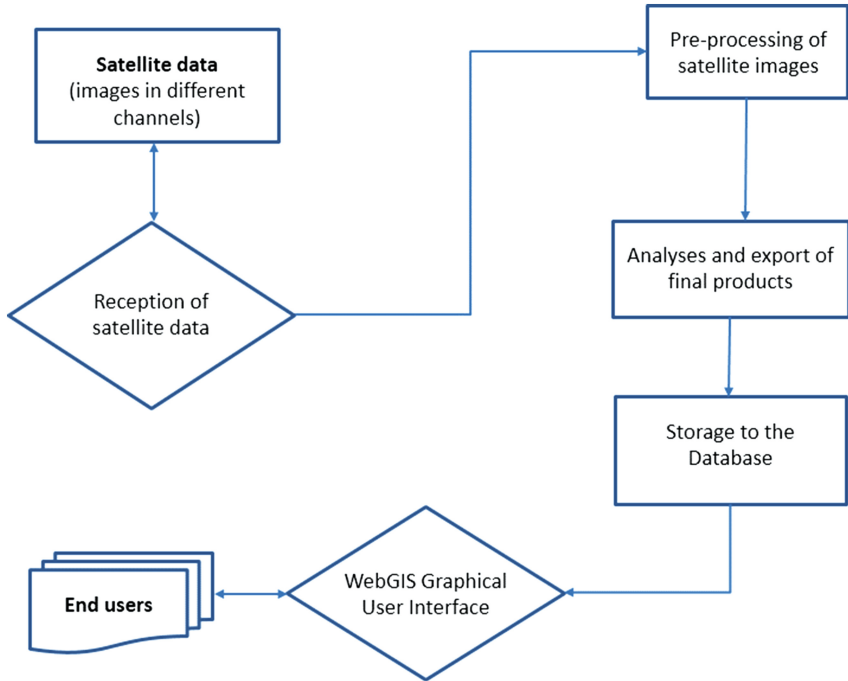 Satellite data
(images in different
channels)
Reception of
satellite data
Pre-processing of
satellite images
Analyses and export of
final products
Storage to the
Database
WebGIS Graphical
User Interface
End users